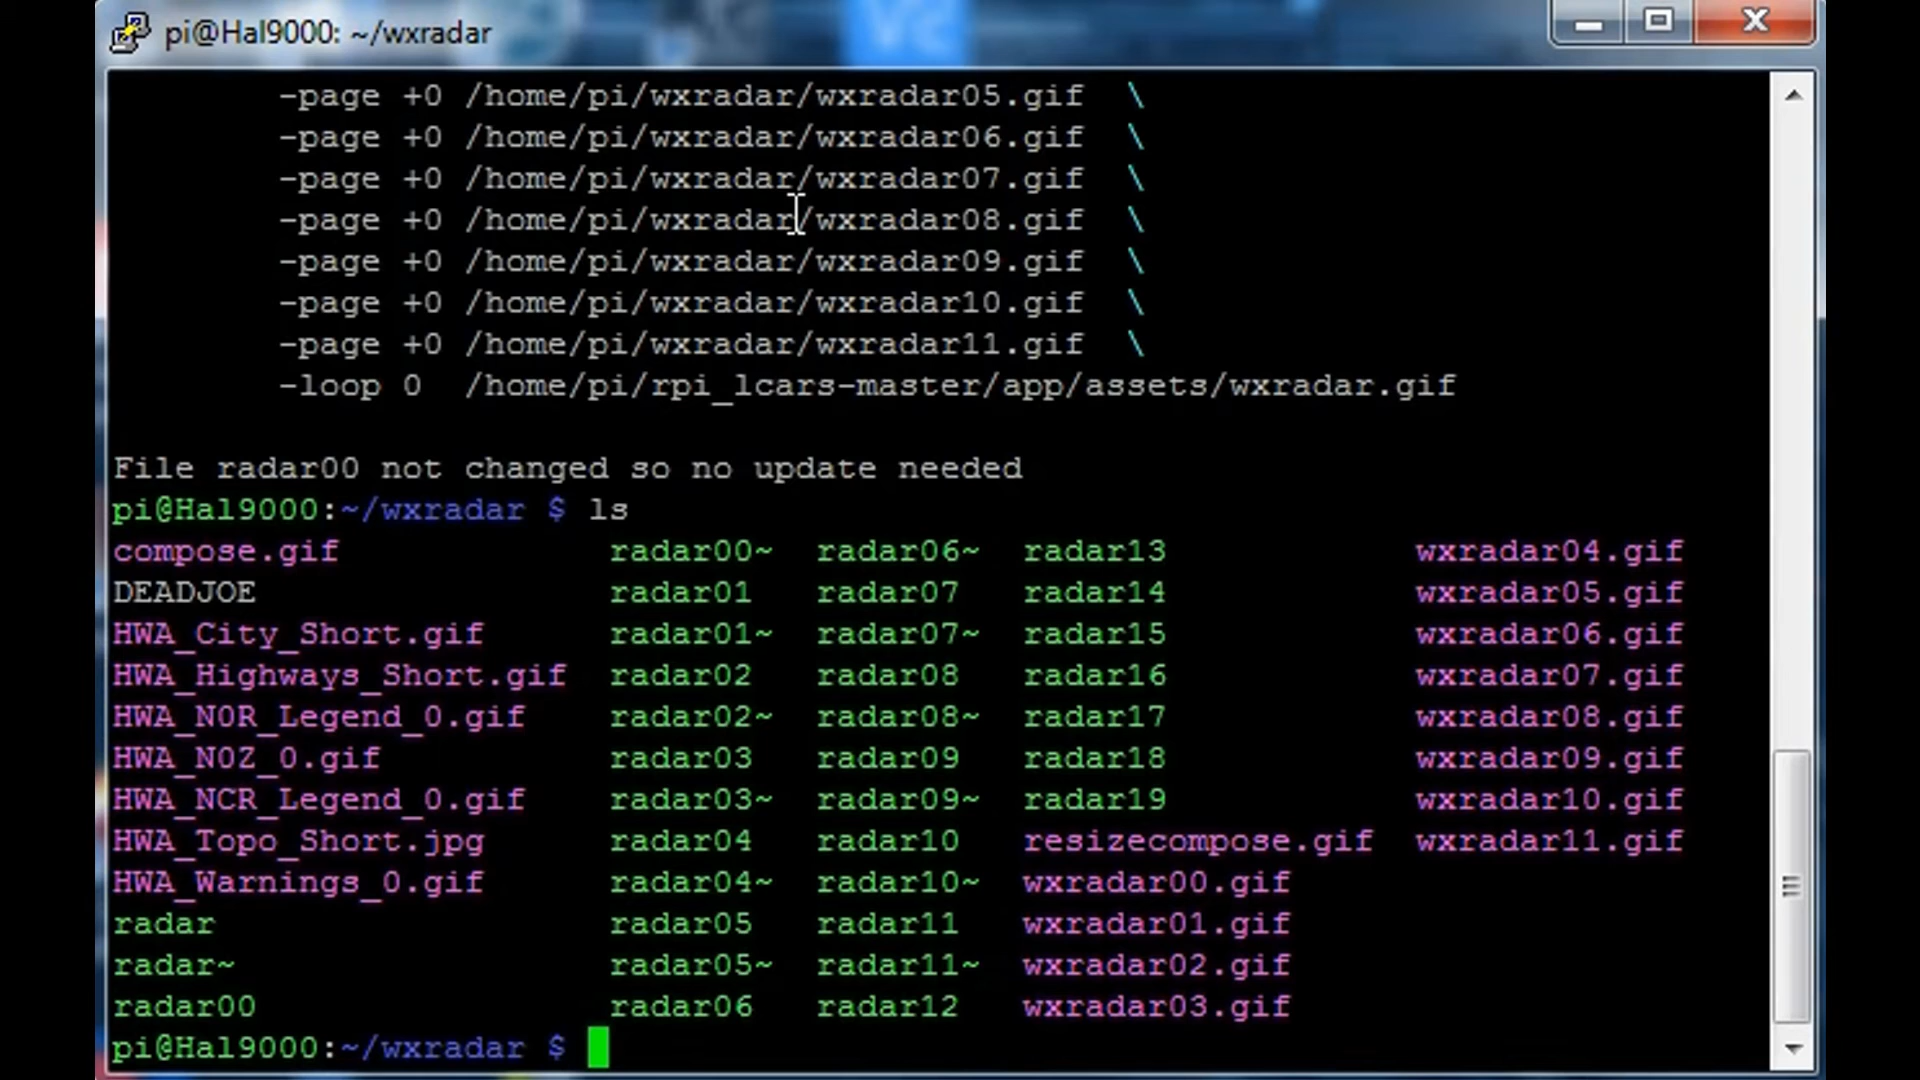 pi@Hal9000: ~/wxradar
-page +0 /home/pi/wxradar/wxradar05.gif \
-page +0 /home/pi/wxradar/wxradar06.gif \
-page +0 /home/pi/wxradar/wxradar07.gif \
-page +0 /home/pi/wxradar/wxradar08.gif \
-page +0 /home/pi/wxradar/wxradar09.gif \
-page +0 /home/pi/wxradar/wxradar10.gif \
-page +0 /home/pi/wxradar/wxradar11.gif \
-loop 0 /home/pi/rpi_lcars-master/app/assets/wxradar.gif
File radar00 not changed so no update needed
pi@Hal9000:~/wxradar $ ls
compose.gif radar00~ radar06~ radar13 wxradar04.gif
DEADJOE radar01 radar07 radar14 wxradar05.gif
HWA_City_Short.gif radar01~ radar07~ radar15 wxradar06.gif
HWA_Highways_Short.gif radar02 radar08 radar16 wxradar07.gif
HWA_N0R_Legend_0.gif radar02~ radar08~ radar17 wxradar08.gif
HWA_N0Z_0.gif radar03 radar09 radar18 wxradar09.gif
HWA_NCR_Legend_0.gif radar03~ radar09~ radar19 wxradar10.gif
HWA_Topo_Short.jpg radar04 radar10 resizecompose.gif wxradar11.gif
HWA_Warnings_0.gif radar04~ radar10~ wxradar00.gif
radar radar05 radar11 wxradar01.gif
radar~ radar05~ radar11~ wxradar02.gif
radar00 radar06 radar12 wxradar03.gif
pi@Hal9000:~/wxradar $